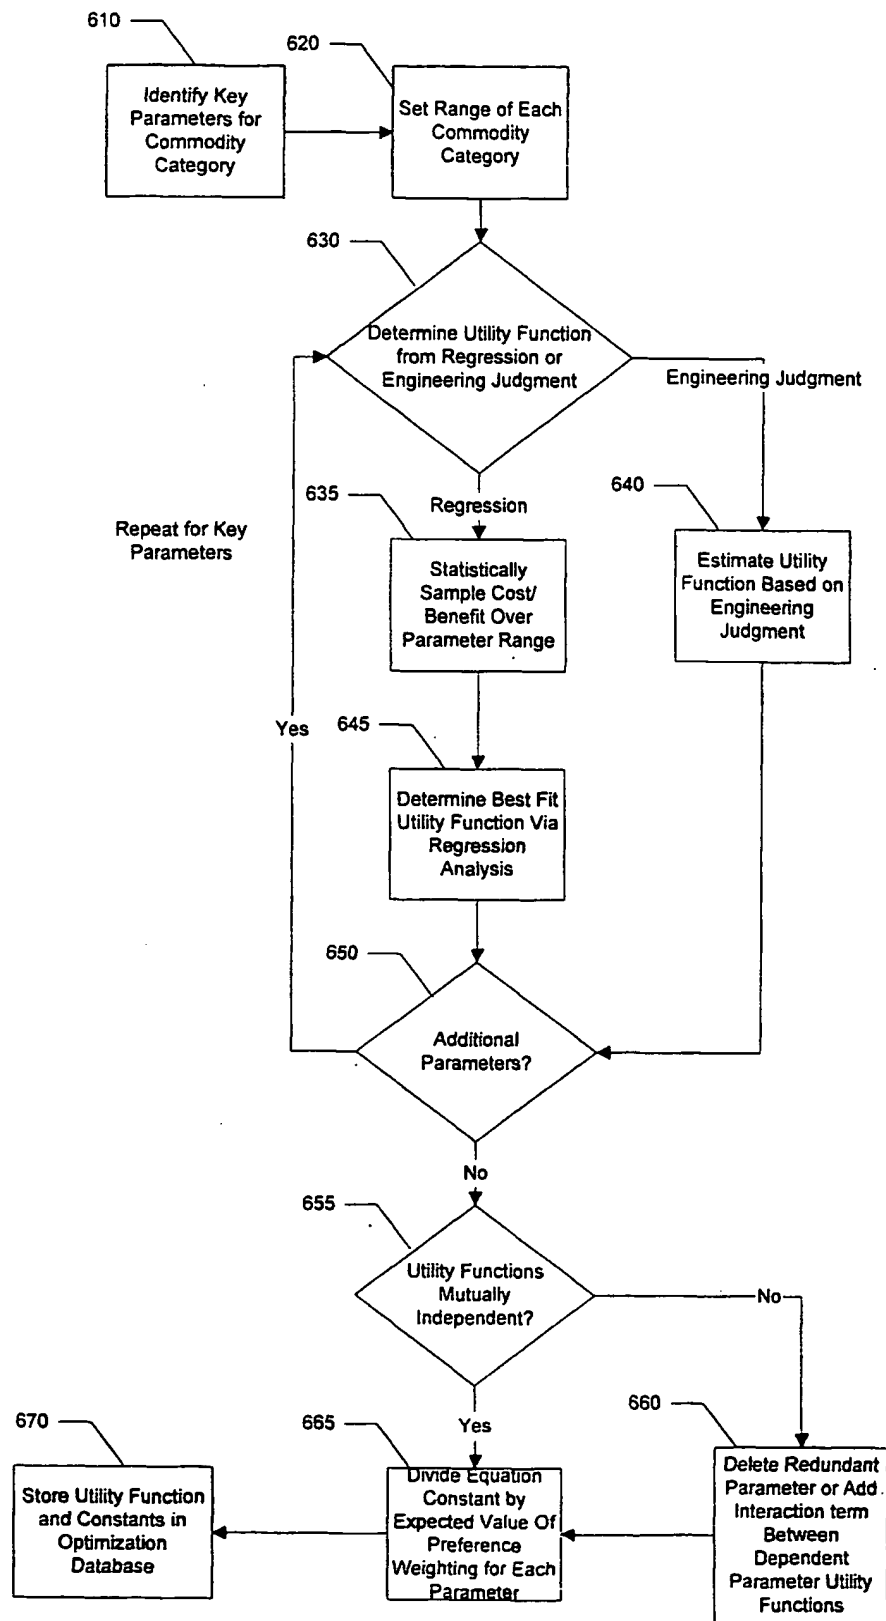 610
Identify Key
Parameters for
Commodity
Category
620
Set Range of Each
Commodity
Category
630
Determine Utility Function
from Regression or
Engineering Judgment
Engineering Judgment
Regression
Repeat for Key
Parameters
635
Statistically
Sample Cost/
Benefit Over
Parameter Range
640
Estimate Utility
Function Based on
Engineering
Judgment
Yes
645
Determine Best Fit
Utility Function Via
Regression
Analysis
650
Additional
Parameters?
No
655
Utility Functions
Mutually
Independent?
No
Yes
660
Delete Redundant
Parameter or Add
Interaction term
Between
Dependent
Parameter Utility
Functions
665
Divide Equation
Constant by
Expected Value Of
Preference
Weighting for Each
Parameter
670
Store Utility Function
and Constants in
Optimization
Database